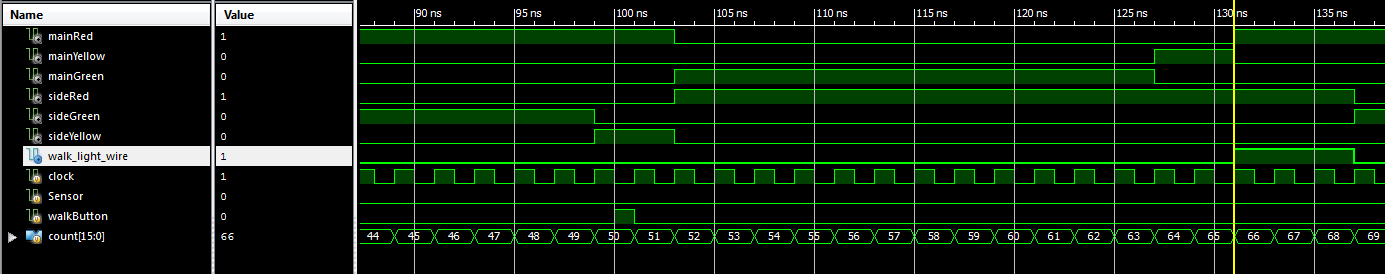 Name Value 90 ns 95 ns 100 ns 105 ns 110 ns 115 ns 120 ns 125 ns 130 ns 135 ns
mainRed 1
mainYellow 0
mainGreen 0
sideRed 1
sideGreen 0
sideYellow 0
walk_light_wire 1
clock 1
Sensor 0
walkButton 0
count[15:0] 66 44 45 46 47 48 49 50 51 52 53 54 55 56 57 58 59 60 61 62 63 64 65 66 67 68 69